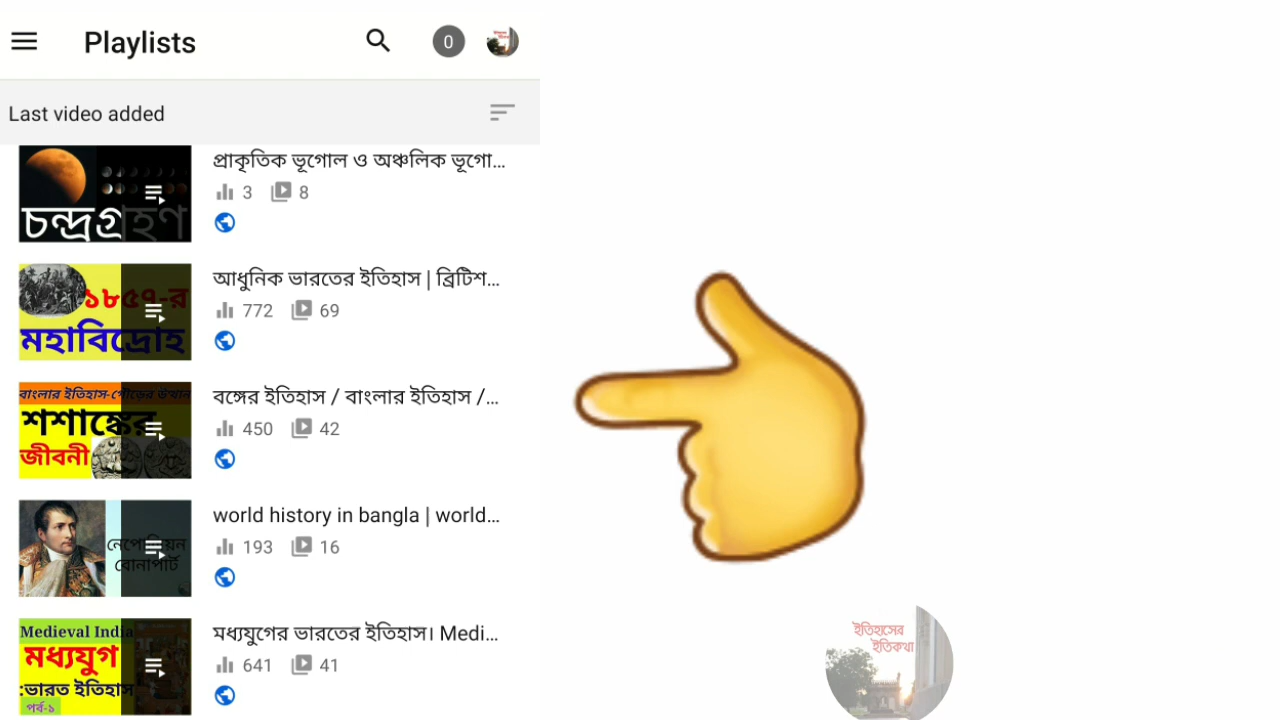 Playlists
0
Last video added
প্রাকৃতিক ভূগোল ও অঞ্চলিক ভূগো...
3 8
চন্দ্রগ্রহণ
আধুনিক ভারতের ইতিহাস | ব্রিটিশ...
772 69
১৮৫৭-র
মহাবিদ্রোহ
বঙ্গের ইতিহাস / বাংলার ইতিহাস /...
450 42
বাংলার ইতিহাস-গৌড়ের উত্থান
শশাঙ্কের
জীবনী
world history in bangla | world...
193 16
নেপোলিয়ন
বোনাপার্ট
মধ্যযুগের ভারতের ইতিহাস। Medi...
641 41
Medieval India
মধ্যযুগ
:ভারত ইতিহাস
পর্ব-১
ইতিহাসের
ইতিকথা